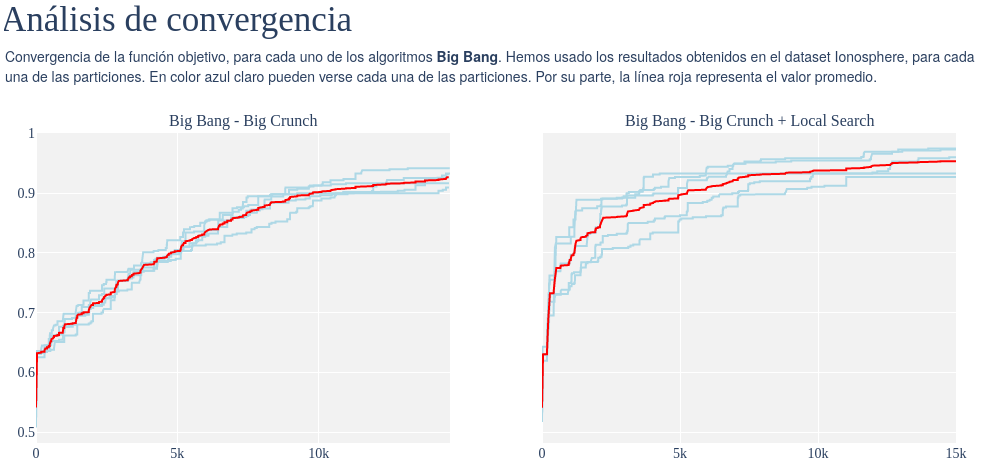 Análisis de convergencia
Convergencia de la función objetivo, para cada uno de los algoritmos Big Bang. Hemos usado los resultados obtenidos en el dataset Ionosphere, para cada
una de las particiones. En color azul claro pueden verse cada una de las particiones. Por su parte, la línea roja representa el valor promedio.
Big Bang - Big Crunch
Big Bang - Big Crunch + Local Search
1
0.9
0.8
0.7
0.6
0.5
0
5k
10k
0
5k
10k
15k